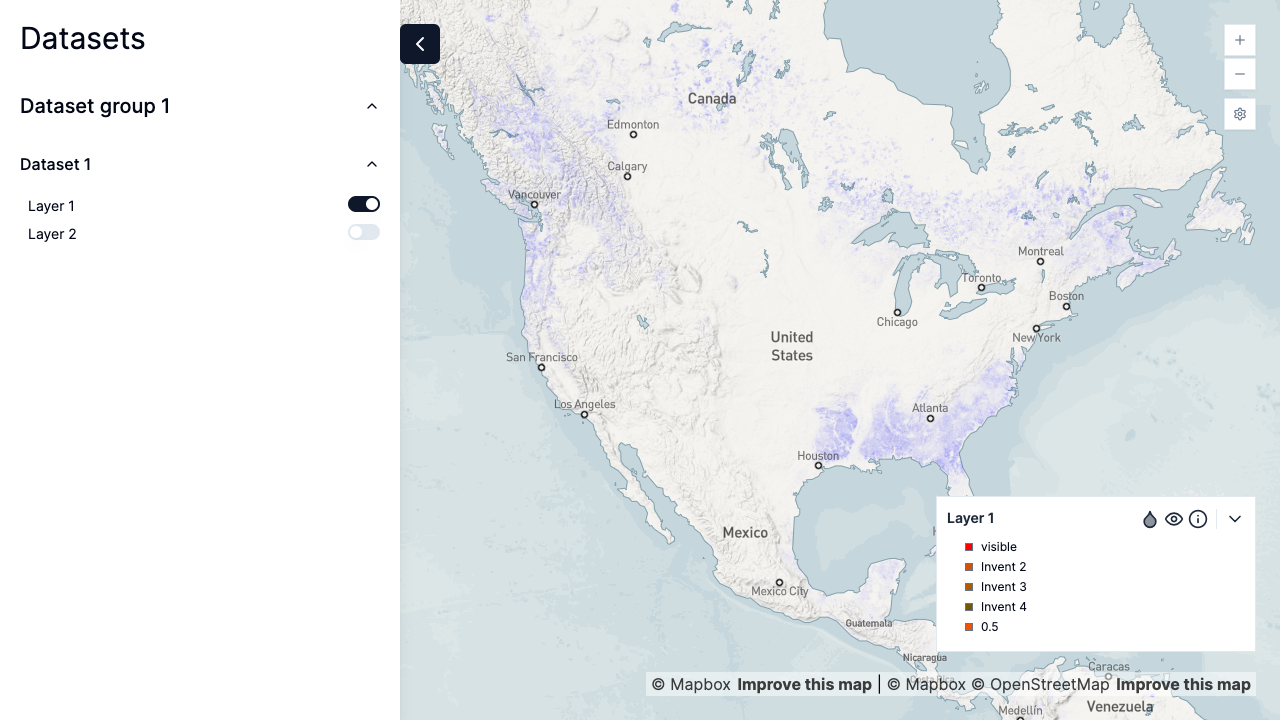 Datasets
Dataset group 1
Dataset 1
Layer 1
Layer 2
Canada
Edmonton
Calgary
Vancouver
Montreal
Toronto
Boston
Chicago
New York
United
States
San Francisco
Los Angeles
Atlanta
Houston
Mexico
Mexico City
Guatemala
Nicaragua
Layer 1
visible
Invent 2
Invent 3
Invent 4
0.5
Caracas
© Mapbox Improve this map | © Mapbox © OpenStreetMap Improve this map
Medellín
Venezuela